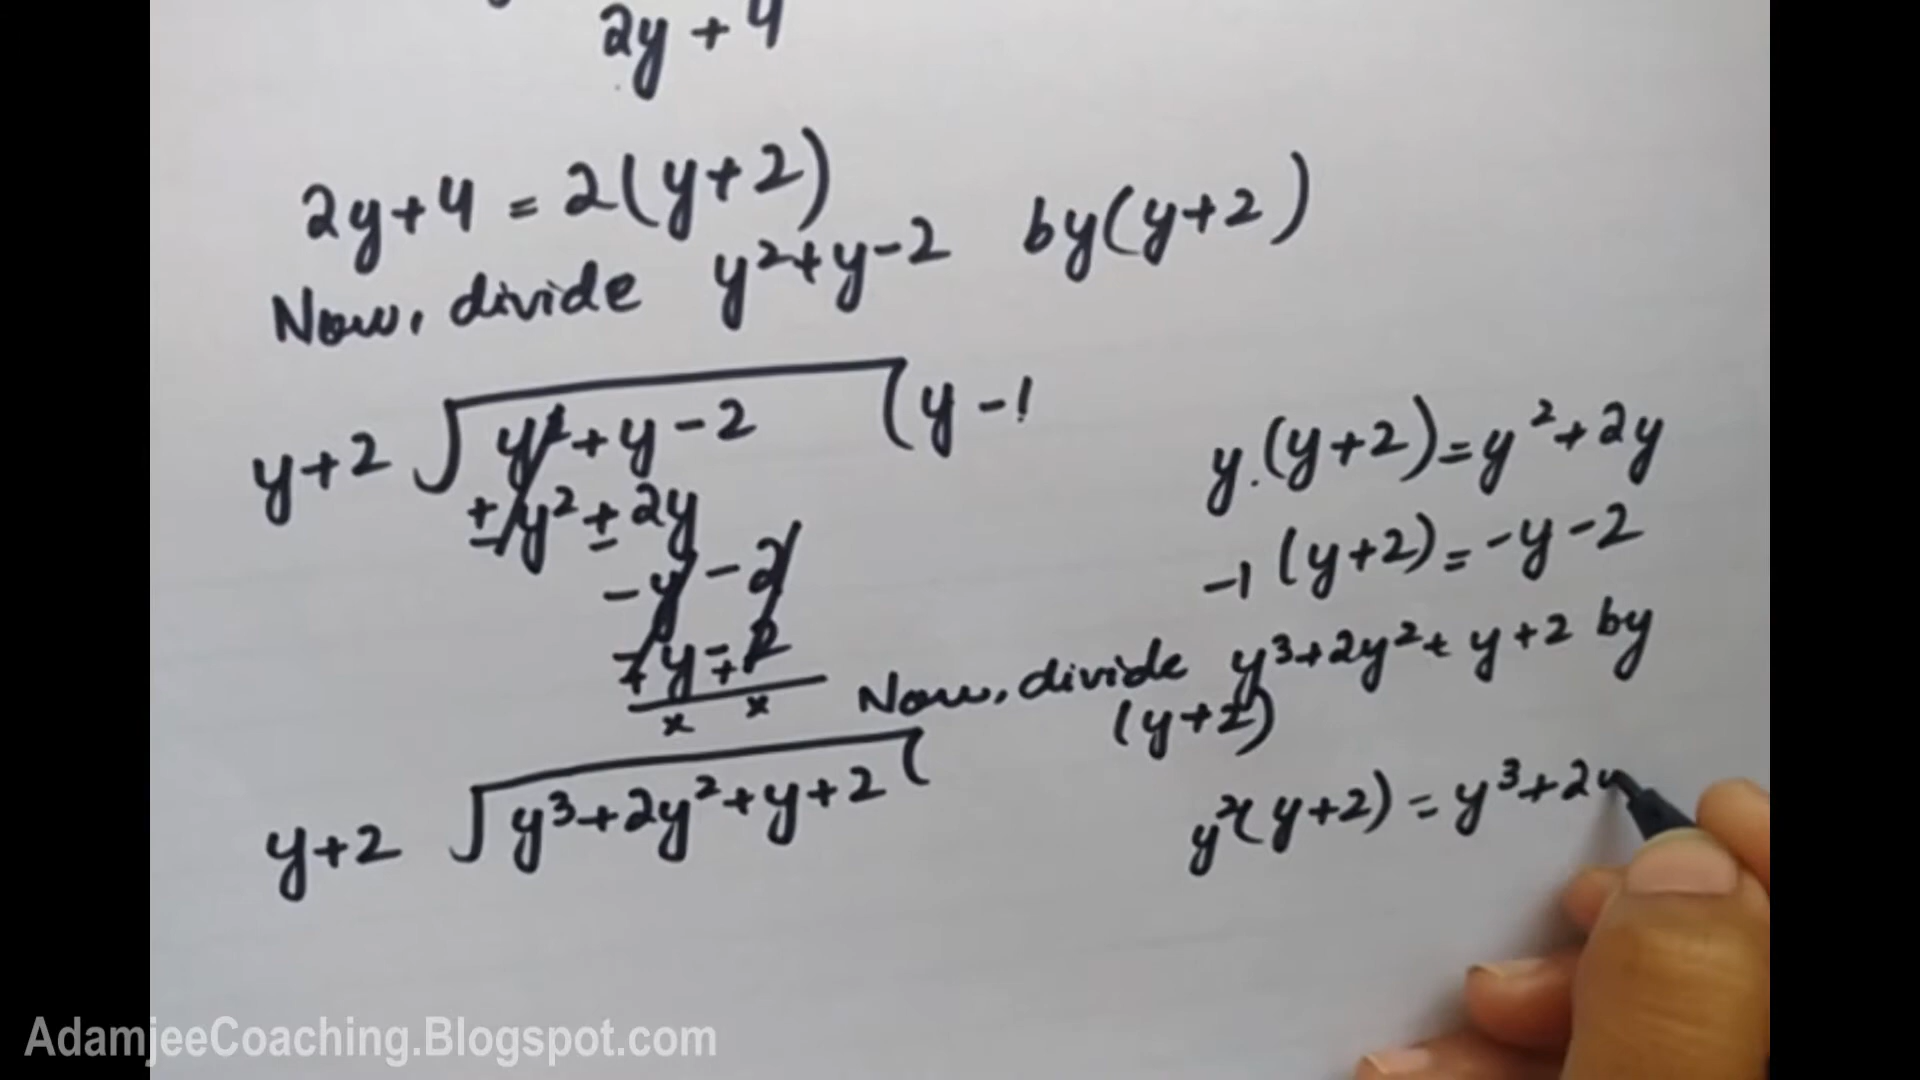 2y + 4
2y + 4 = 2(y+2)
Now, divide y²+y-2 by (y+2)
y+2 √ y²+y-2 ( y -1
± y² ± 2y
-y -2
y·(y+2) = y²+2y
-1 (y+2) = -y-2
Now, divide y³+2y²+y+2 by
(y+2)
x x
y+2 √ y³+2y²+y+2 (
y²(y+2) = y³+2y
AdamjeeCoaching.Blogspot.com